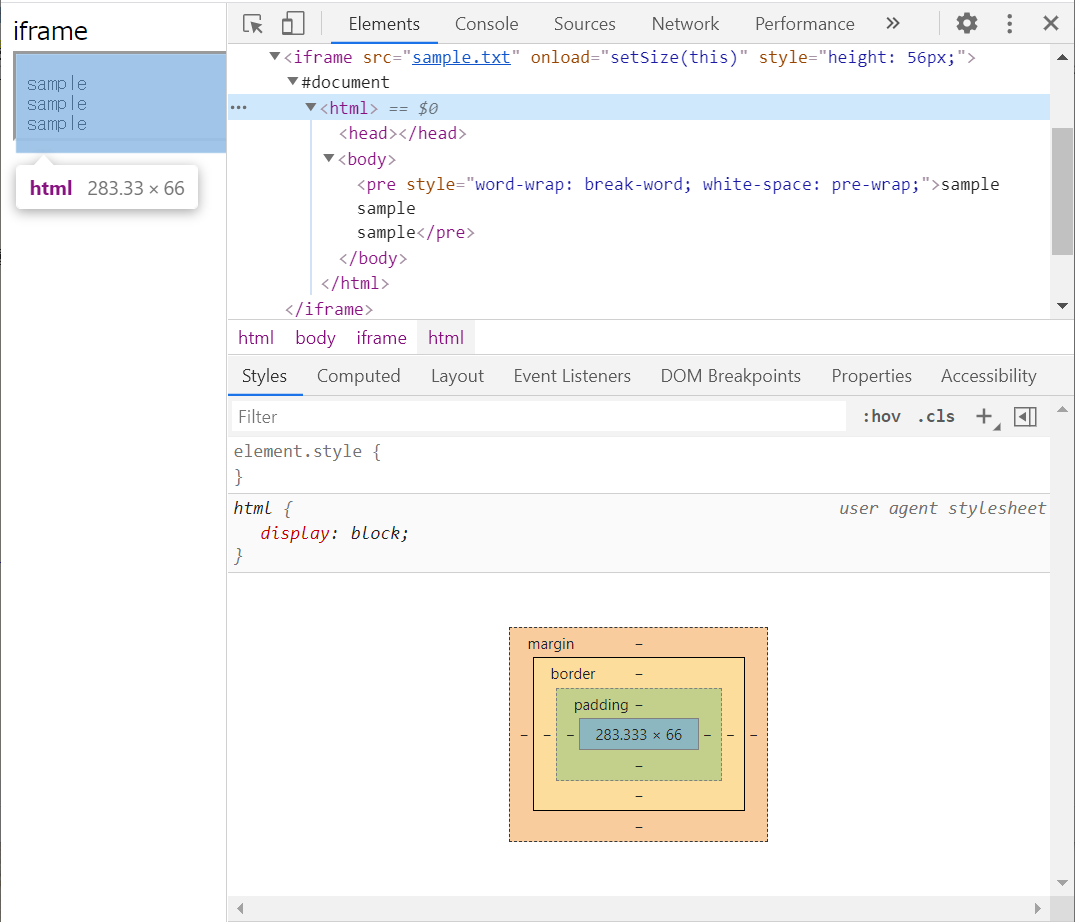 iframe
sample
sample
sample
html 283.33 × 66
Elements Console Sources Network Performance »
<iframe src="sample.txt" onload="setSize(this)" style="height: 56px;">
#document
… <html> == $0
<head></head>
<body>
<pre style="word-wrap: break-word; white-space: pre-wrap;">sample
sample
sample</pre>
</body>
</html>
</iframe>
html body iframe html
Styles Computed Layout Event Listeners DOM Breakpoints Properties Accessibility
Filter :hov .cls +
element.style {
}
html { user agent stylesheet
display: block;
}
margin –
border –
padding –
– – – 283.333 × 66 – – –
–
–
–